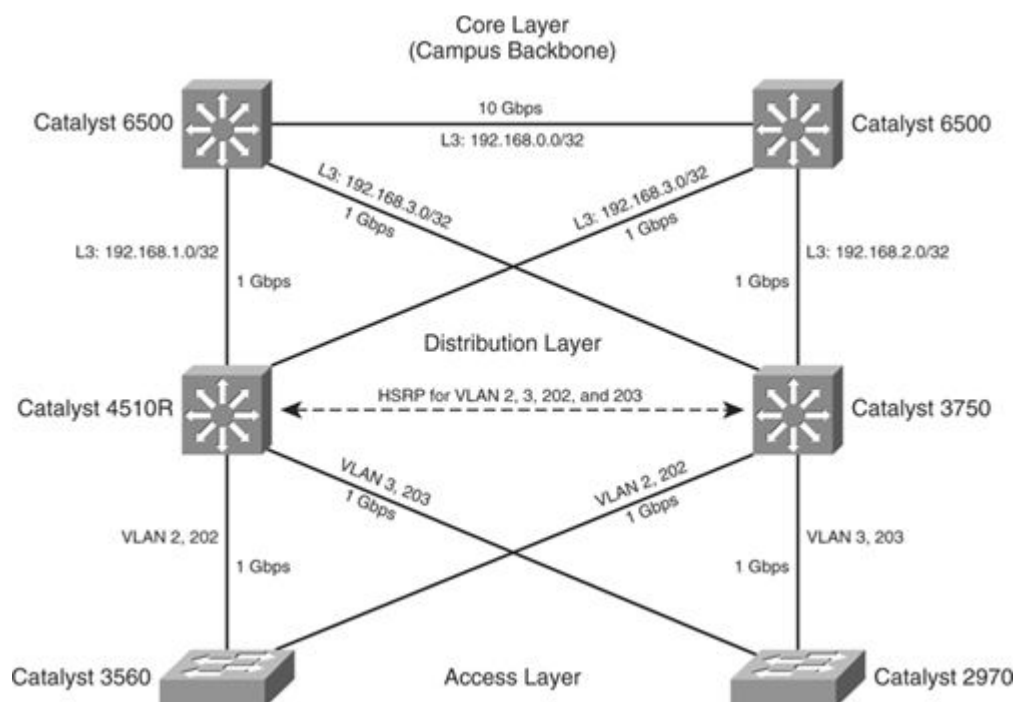 Core Layer
(Campus Backbone)
Catalyst 6500
10 Gbps
Catalyst 6500
L3: 192.168.0.0/32
L3: 192.168.3.0/32
1 Gbps
L3: 192.168.3.0/32
1 Gbps
L3: 192.168.1.0/32
L3: 192.168.2.0/32
1 Gbps
1 Gbps
Distribution Layer
Catalyst 4510R
HSRP for VLAN 2, 3, 202, and 203
Catalyst 3750
VLAN 3, 203
1 Gbps
VLAN 2, 202
1 Gbps
VLAN 2, 202
VLAN 3, 203
1 Gbps
1 Gbps
Catalyst 3560
Access Layer
Catalyst 2970